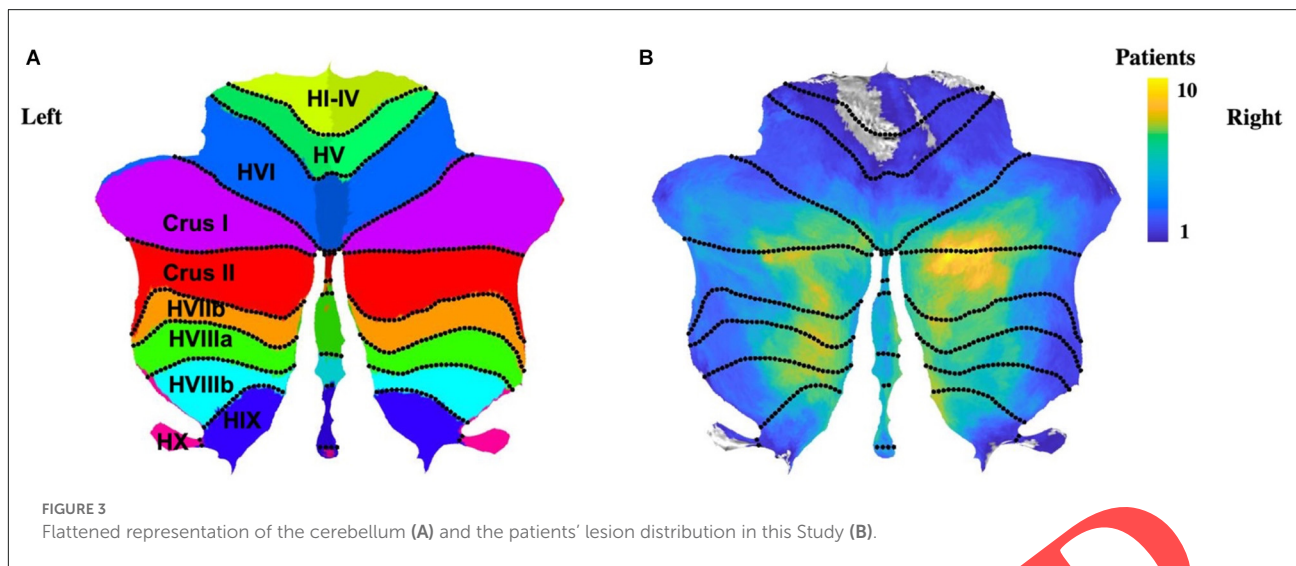 A
B
Left
Patients
10
1
Right
HI-IV
HV
HVI
Crus I
Crus II
HVIIb
HVIIIa
HVIIIb
HIX
HX
FIGURE 3
Flattened representation of the cerebellum (A) and the patients' lesion distribution in this Study (B).